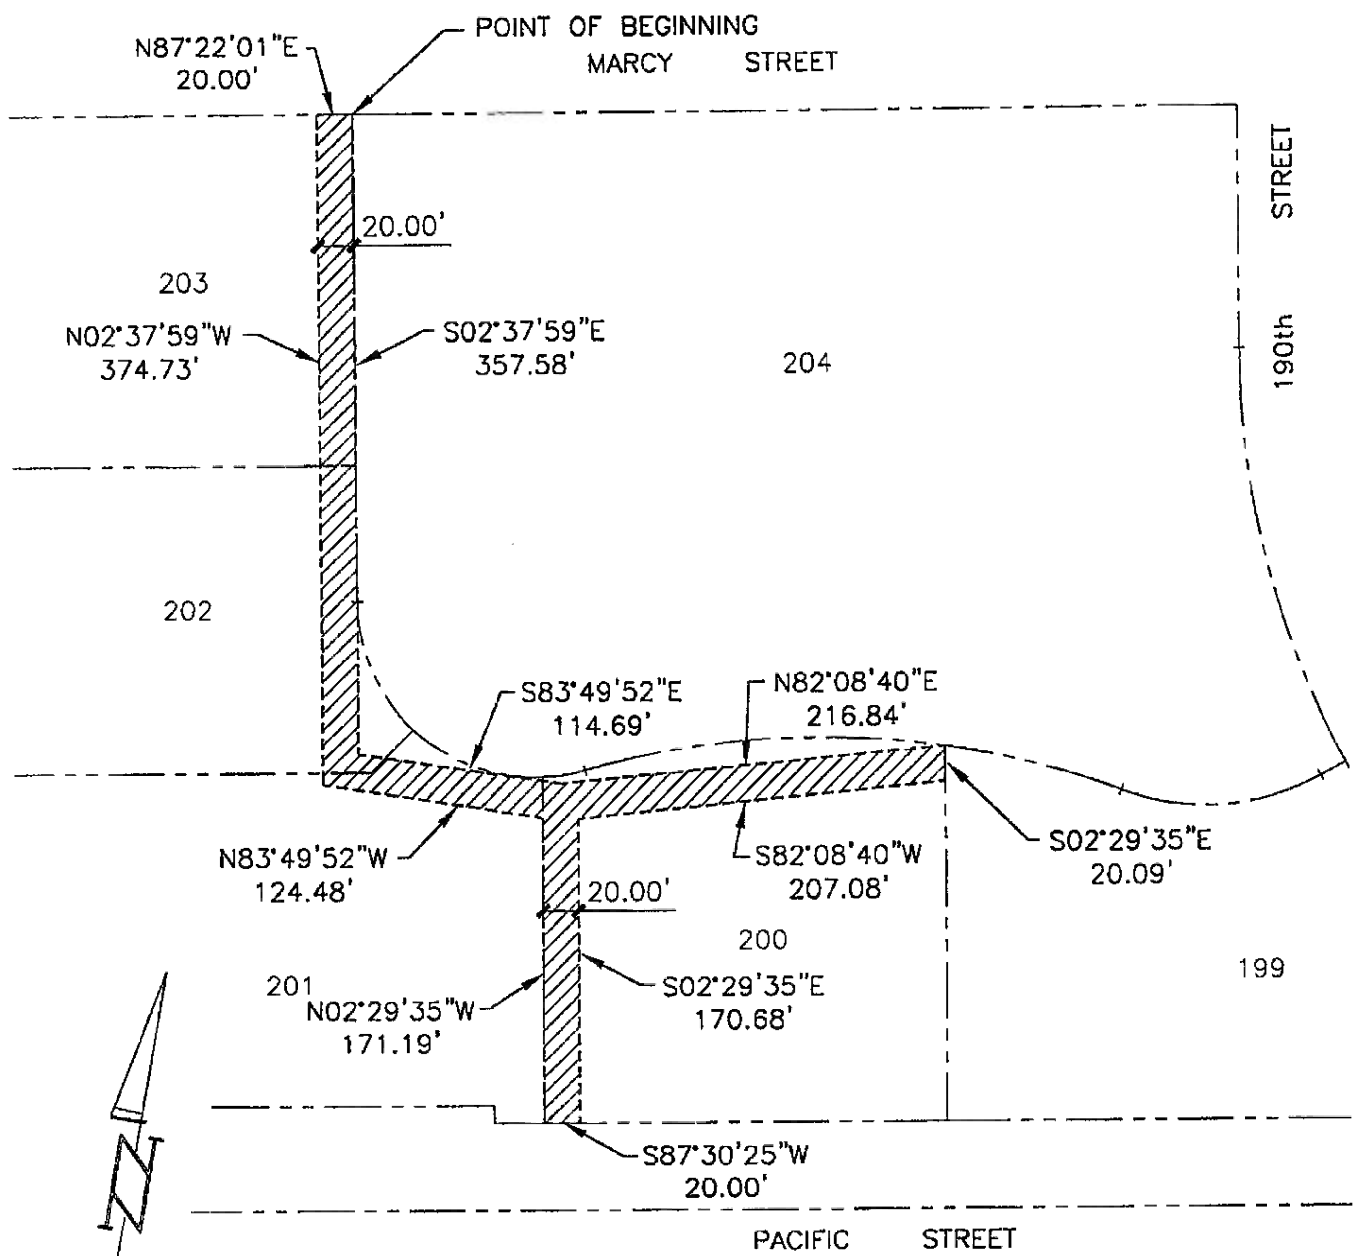 POINT OF BEGINNING
N87°22'01"E
20.00'
MARCY STREET
190th STREET
20.00'
203
N02°37'59"W
374.73'
S02°37'59"E
357.58'
204
202
S83°49'52"E
114.69'
N82°08'40"E
216.84'
N83°49'52"W
124.48'
S82°08'40"W
207.08'
S02°29'35"E
20.09'
20.00'
200
199
201
N02°29'35"W
171.19'
S02°29'35"E
170.68'
N
S87°30'25"W
20.00'
PACIFIC STREET